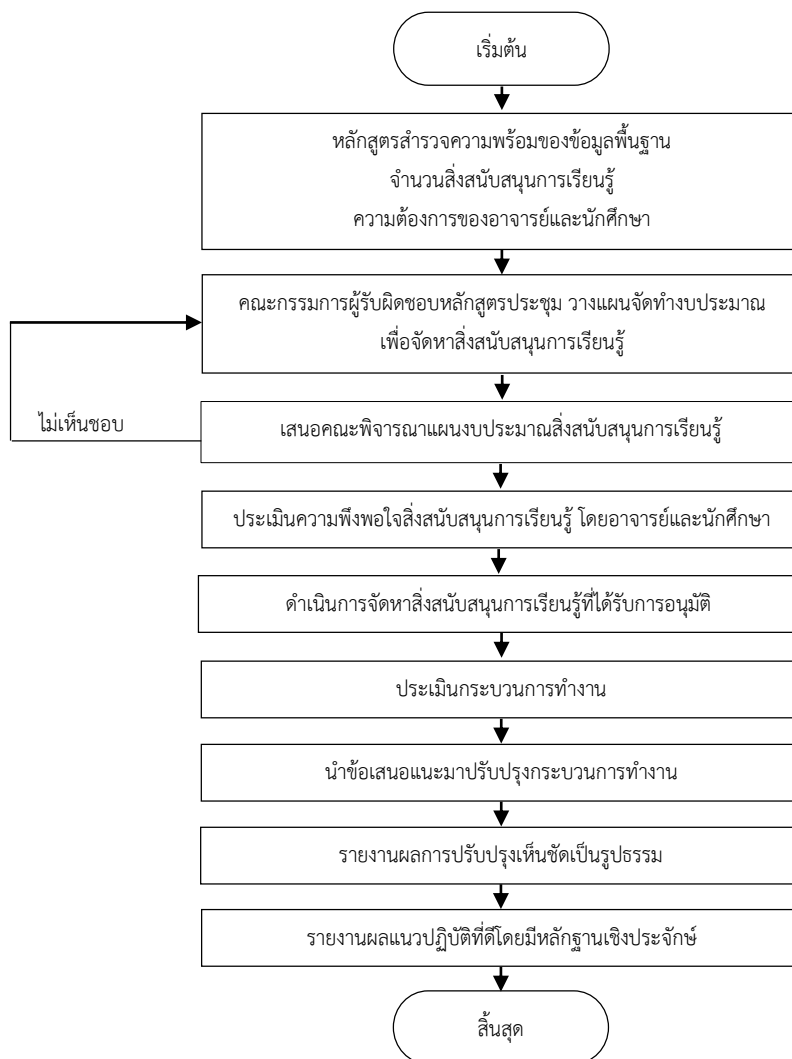 เริ่มต้น
หลักสูตรสำรวจความพร้อมของข้อมูลพื้นฐาน
จำนวนสิ่งสนับสนุนการเรียนรู้
ความต้องการของอาจารย์และนักศึกษา
คณะกรรมการผู้รับผิดชอบหลักสูตรประชุม วางแผนจัดทำงบประมาณ
เพื่อจัดหาสิ่งสนับสนุนการเรียนรู้
ไม่เห็นชอบ
เสนอคณะพิจารณาแผนงบประมาณสิ่งสนับสนุนการเรียนรู้
ประเมินความพึงพอใจสิ่งสนับสนุนการเรียนรู้ โดยอาจารย์และนักศึกษา
ดำเนินการจัดหาสิ่งสนับสนุนการเรียนรู้ที่ได้รับการอนุมัติ
ประเมินกระบวนการทำงาน
นำข้อเสนอแนะมาปรับปรุงกระบวนการทำงาน
รายงานผลการปรับปรุงเห็นชัดเป็นรูปธรรม
รายงานผลแนวปฏิบัติที่ดีโดยมีหลักฐานเชิงประจักษ์
สิ้นสุด